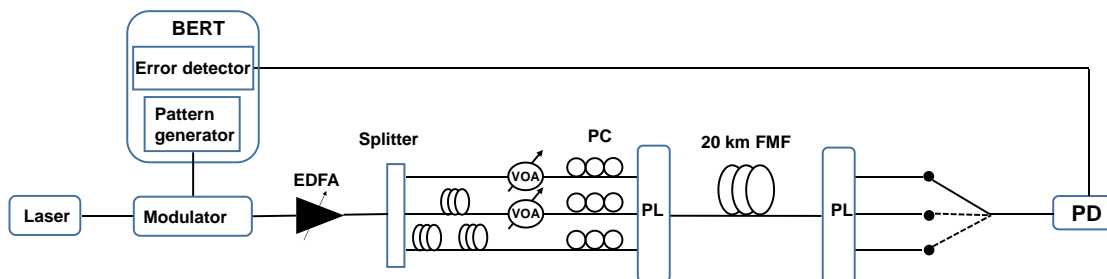 BERT
Error detector
Pattern
generator
Splitter
PC
20 km FMF
EDFA
VOA
Laser
Modulator
VOA
PL
PL
PD